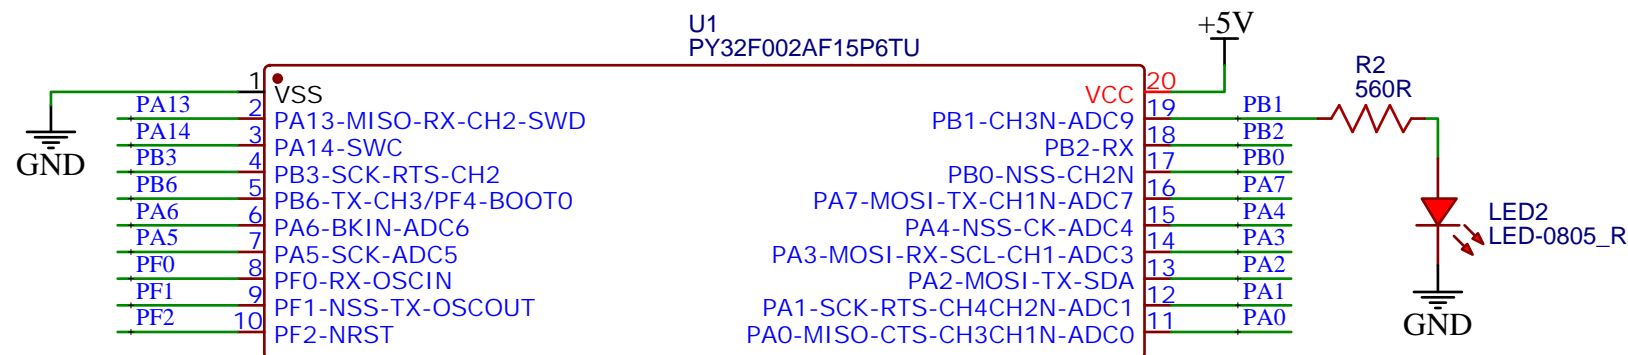 U1
PY32F002AF15P6TU
+5V
R2
560R
1
VSS
VCC
20
PA13
2
PA13-MISO-RX-CH2-SWD
PB1-CH3N-ADC9
19
PB1
PA14
3
PA14-SWC
PB2-RX
18
PB2
PB3
4
PB3-SCK-RTS-CH2
PB0-NSS-CH2N
17
PB0
PB6
5
PB6-TX-CH3/PF4-BOOT0
PA7-MOSI-TX-CH1N-ADC7
16
PA7
PA6
6
PA6-BKIN-ADC6
PA4-NSS-CK-ADC4
15
PA4
PA5
7
PA5-SCK-ADC5
PA3-MOSI-RX-SCL-CH1-ADC3
14
PA3
PF0
8
PF0-RX-OSCIN
PA2-MOSI-TX-SDA
13
PA2
PF1
9
PF1-NSS-TX-OSCOUT
PA1-SCK-RTS-CH4CH2N-ADC1
12
PA1
PF2
10
PF2-NRST
PA0-MISO-CTS-CH3CH1N-ADC0
11
PA0
GND
LED2
LED-0805_R
GND